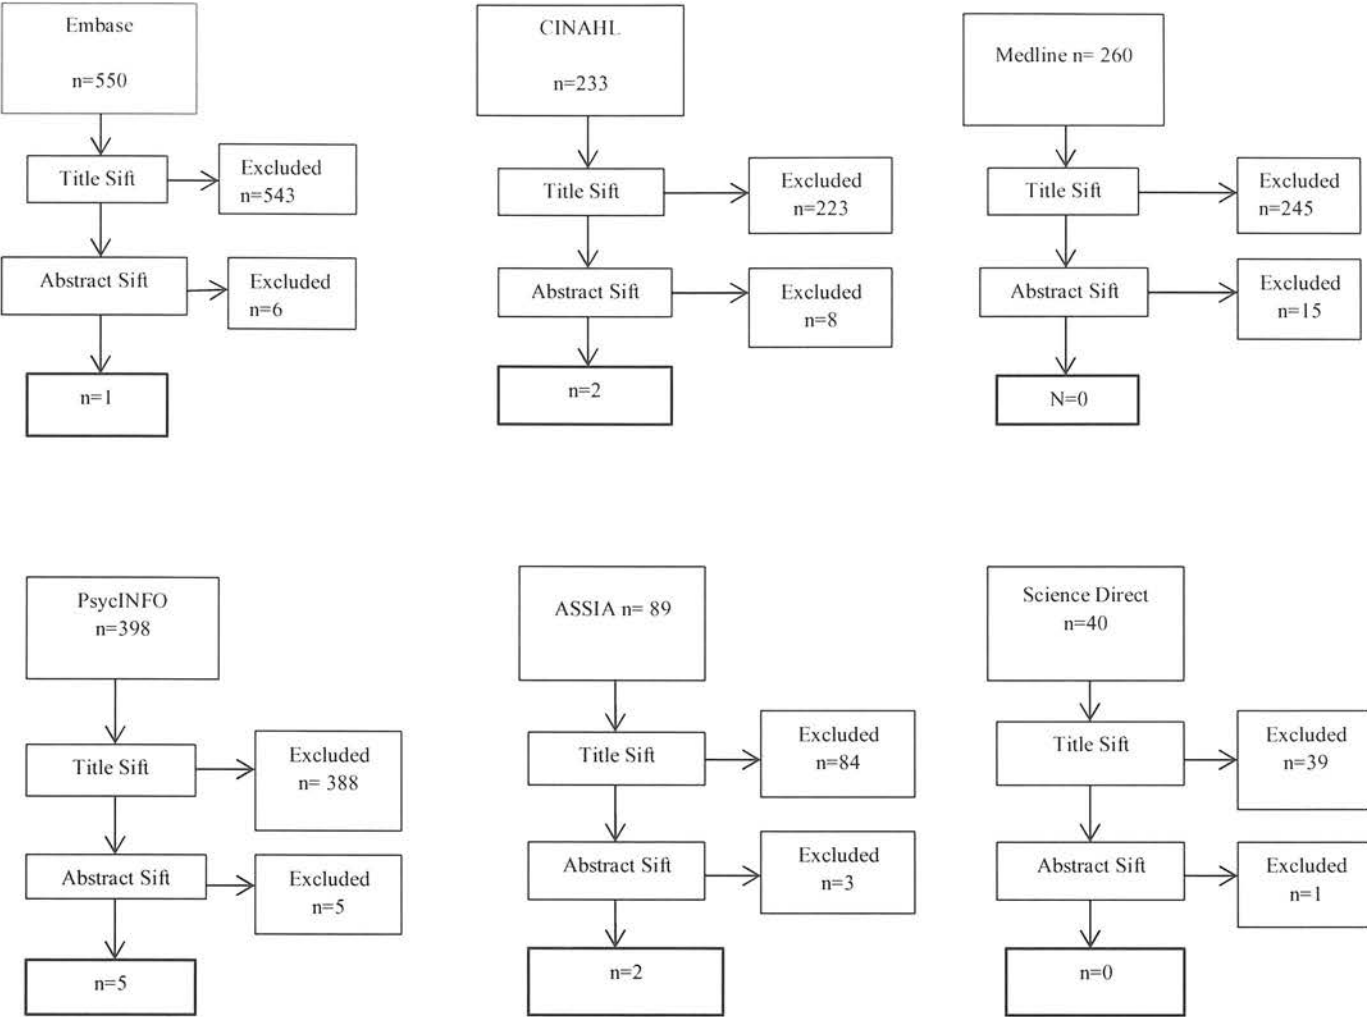 Embase
n=550
Title Sift
Excluded
n=543
Abstract Sift
Excluded
n=6
n=1
CINAHL
n=233
Title Sift
Excluded
n=223
Abstract Sift
Excluded
n=8
n=2
Medline n= 260
Title Sift
Excluded
n=245
Abstract Sift
Excluded
n=15
N=0
PsycINFO
n=398
Title Sift
Excluded
n= 388
Abstract Sift
Excluded
n=5
n=5
ASSIA n= 89
Title Sift
Excluded
n=84
Abstract Sift
Excluded
n=3
n=2
Science Direct
n=40
Title Sift
Excluded
n=39
Abstract Sift
Excluded
n=1
n=0